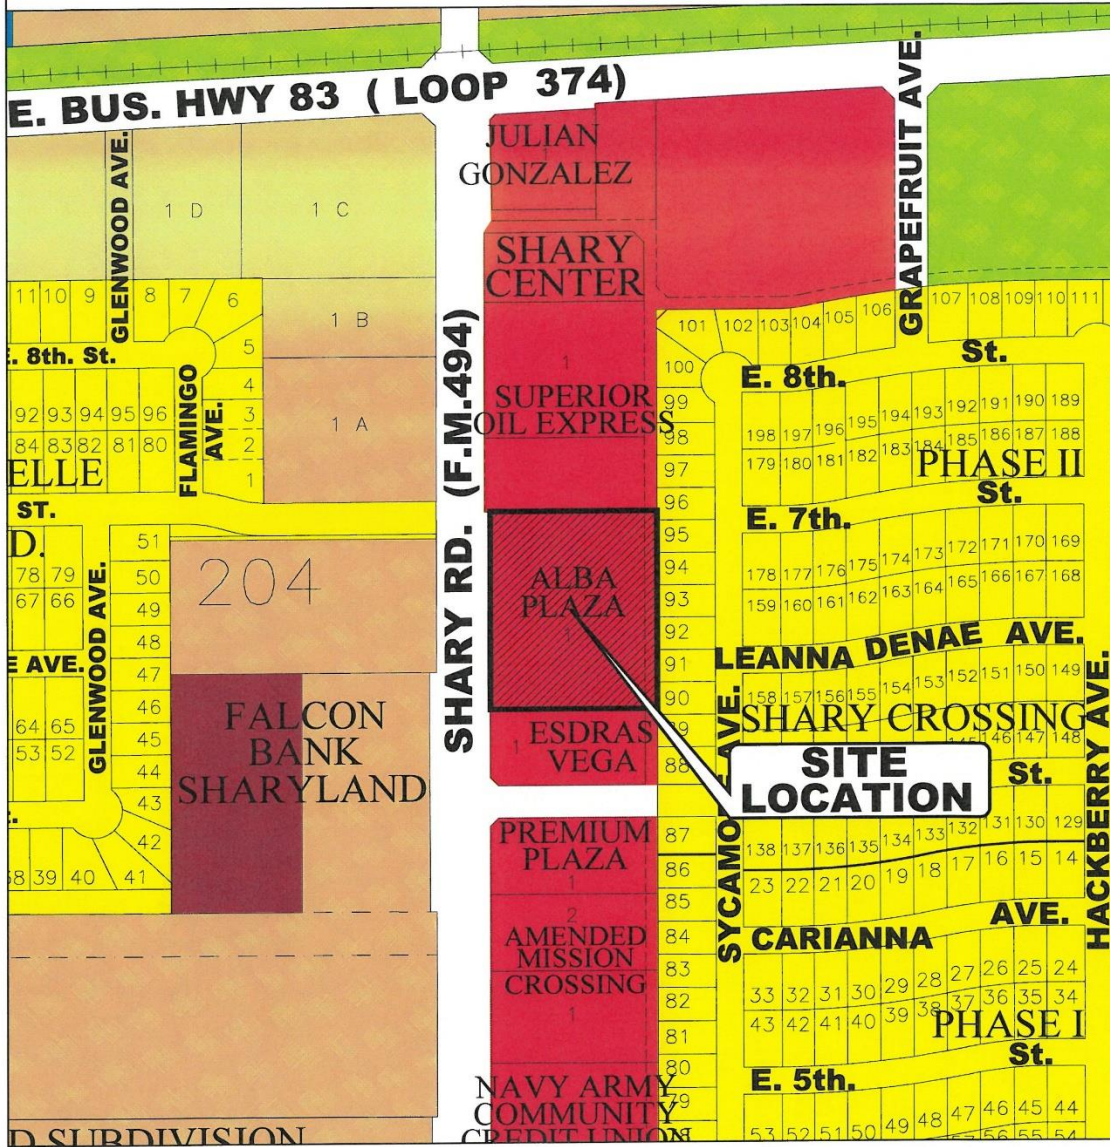 E. BUS. HWY 83 ( LOOP 374)
GLENWOOD AVE.
GRAPEFRUIT AVE.
JULIAN
1
GONZALEZ
1 D
1 C
SHARY
CENTER
11 10 9 8 7 6
5
4
3
2
1
1 B
1 A
E. 8th. St.
FLAMINGO
AVE.
92 93 94 95 96
84 83 82 81 80
ELLE
ST.
D.
SHARY RD. (F.M.494)
1
SUPERIOR
OIL EXPRESS
101 102 103 104 105 106
107 108 109 110 111
100
99
98
97
96
95
94
93
92
91
90
89
88
E. 8th. St.
198 197 196 195 194 193 192 191 190 189
179 180 181 182 183 184 185 186 187 188
PHASE II
E. 7th. St.
178 177 176 175 174 173 172 171 170 169
159 160 161 162 163 164 165 166 167 168
LEANNA DENAE AVE.
158 157 156 155 154 153 152 151 150 149
SHARY CROSSING
146 147 148
St.
ALBA
PLAZA
1
SITE
LOCATION
1 ESDRAS
VEGA
204
51
50
49
48
47
46
45
44
43
42
41
78 79
67 66
E AVE.
64 65
53 52
GLENWOOD AVE.
39 40
FALCON
BANK
SHARYLAND
PREMIUM
PLAZA
1
2
AMENDED
MISSION
CROSSING
1
87
86
85
84
83
82
81
80
79
SYCAMO AVE.
HACKBERRY AVE.
138 137 136 135 134 133 132 131 130 129
23 22 21 20 19 18 17 16 15 14
CARIANNA AVE.
33 32 31 30 29 28 27 26 25 24
43 42 41 40 39 38 37 36 35 34
PHASE I
E. 5th. St.
53 52 51 50 49 48 47 46 45 44
56 55 54
NAVY ARMY
COMMUNITY
CREDIT UNION
D SUBDIVISION